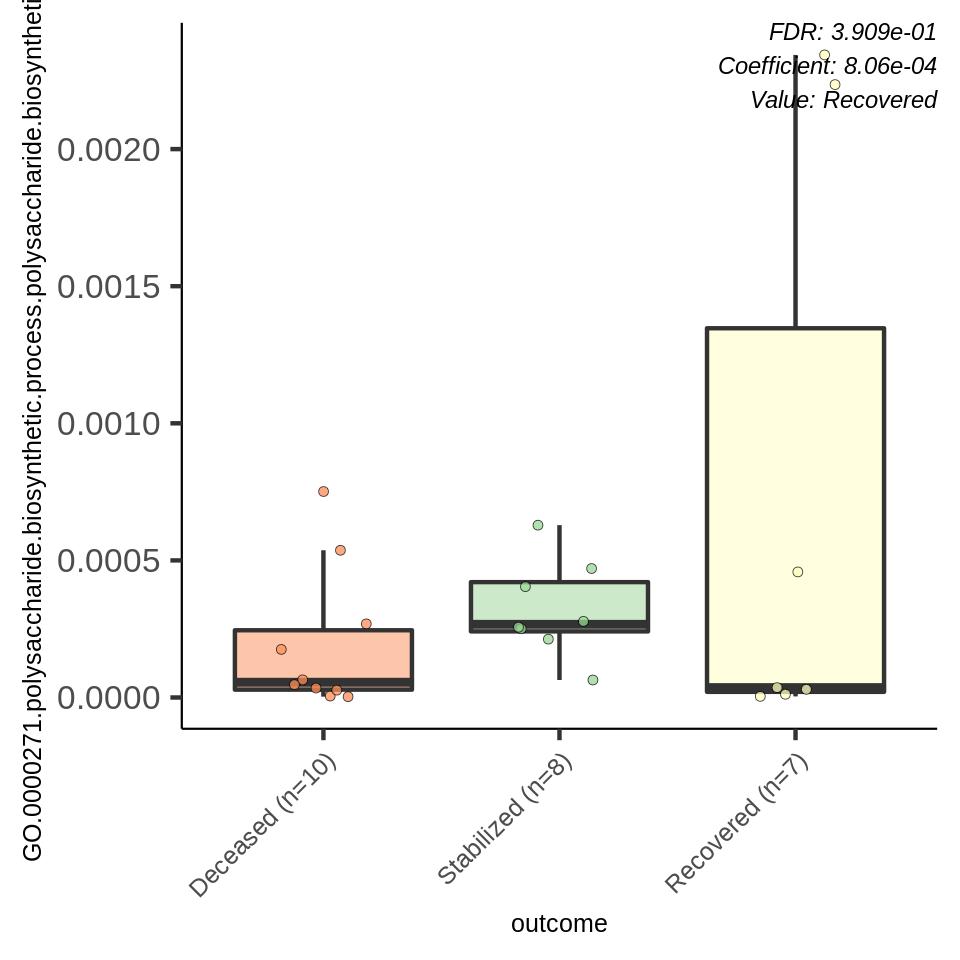 FDR: 3.909e-01
Coefficient: 8.06e-04
Value: Recovered
GO.0000271.polysaccharide.biosynthetic.process.polysaccharide.biosyntheti
0.0020
0.0015
0.0010
0.0005
0.0000
Deceased (n=10)
Stabilized (n=8)
Recovered (n=7)
outcome